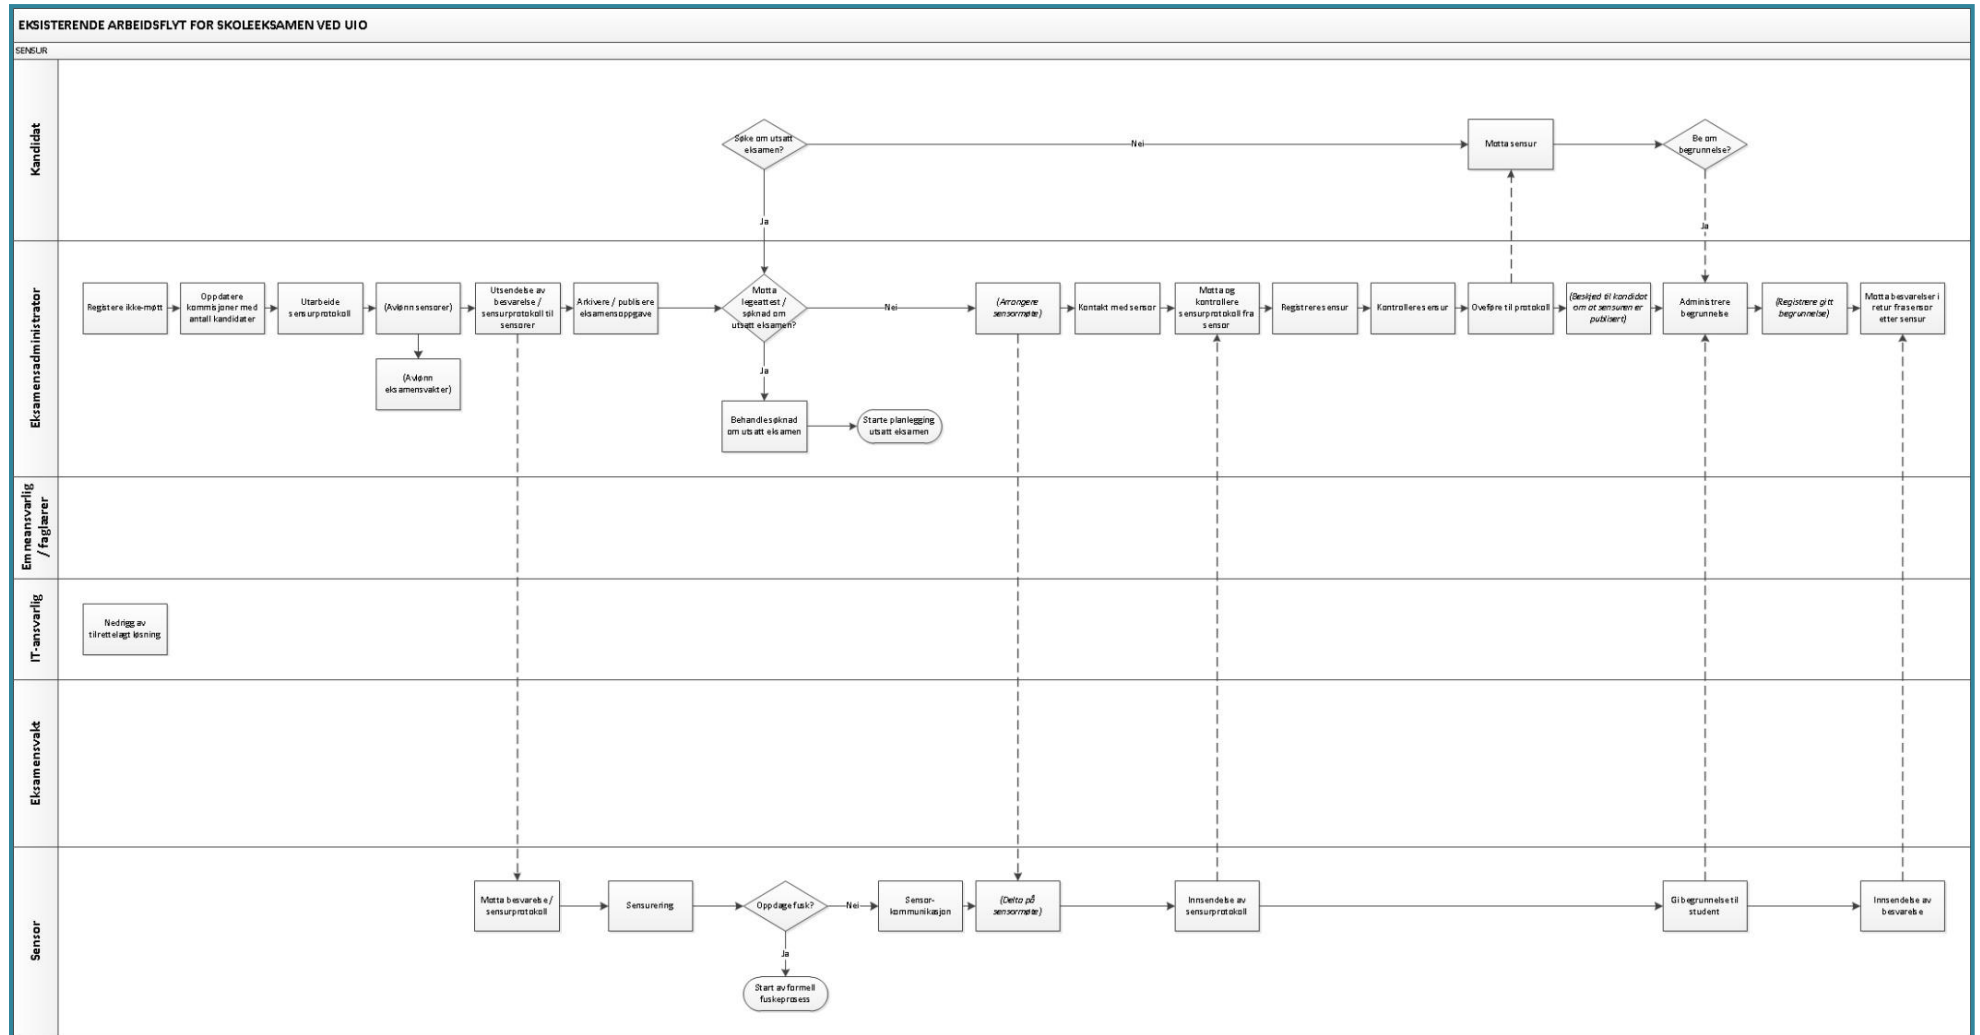 EKSISTERENDE ARBEIDSFLYT FOR SKOLEEKSAMEN VED UIO
SENSUR
Kandidat
Søke om utsatt
eksamen?
Nei
Motta sensur
Be om
begrunnelse?
Ja
Ja
Eksamensadministrator
Registere ikke-møtt
Oppdatere
kommisjoner med
antall kandidater
Utarbeide
sensurprotokoll
(Avlønn sensorer)
Utsendelse av
besvarelse /
sensurprotokoll til
sensorer
Arkivere / publisere
eksamensoppgave
Motta
legeattest /
søknad om
utsatt eksamen?
Nei
(Arrangere
sensormøte)
Kontakt med sensor
Motta og
kontrollere
sensurprotokoll fra
sensor
Registrere sensur
Kontrollere sensur
Oveføre til protokoll
(Beskjed til kandidat
om at sensuren er
publisert)
Administrere
begrunnelse
(Registrere gitt
begrunnelse)
Motta besvarelser i
retur fra sensor
etter sensur
(Avlønn
eksamensvakter)
Ja
Behandle søknad
om utsatt eksamen
Starte planlegging
utsatt eksamen
Emneansvarlig
/ faglærer
IT-ansvarlig
Nedrigg av
tilrettelagt løsning
Eksamensvakt
Sensor
Motta besvarelse /
sensurprotokoll
Sensurering
Oppdage fusk?
Nei
Sensor-
kommunikasjon
(Delta på
sensormøte)
Innsendelse av
sensurprotokoll
Gi begrunnelse til
student
Innsendelse av
besvarelse
Ja
Start av formell
fuskeprosess